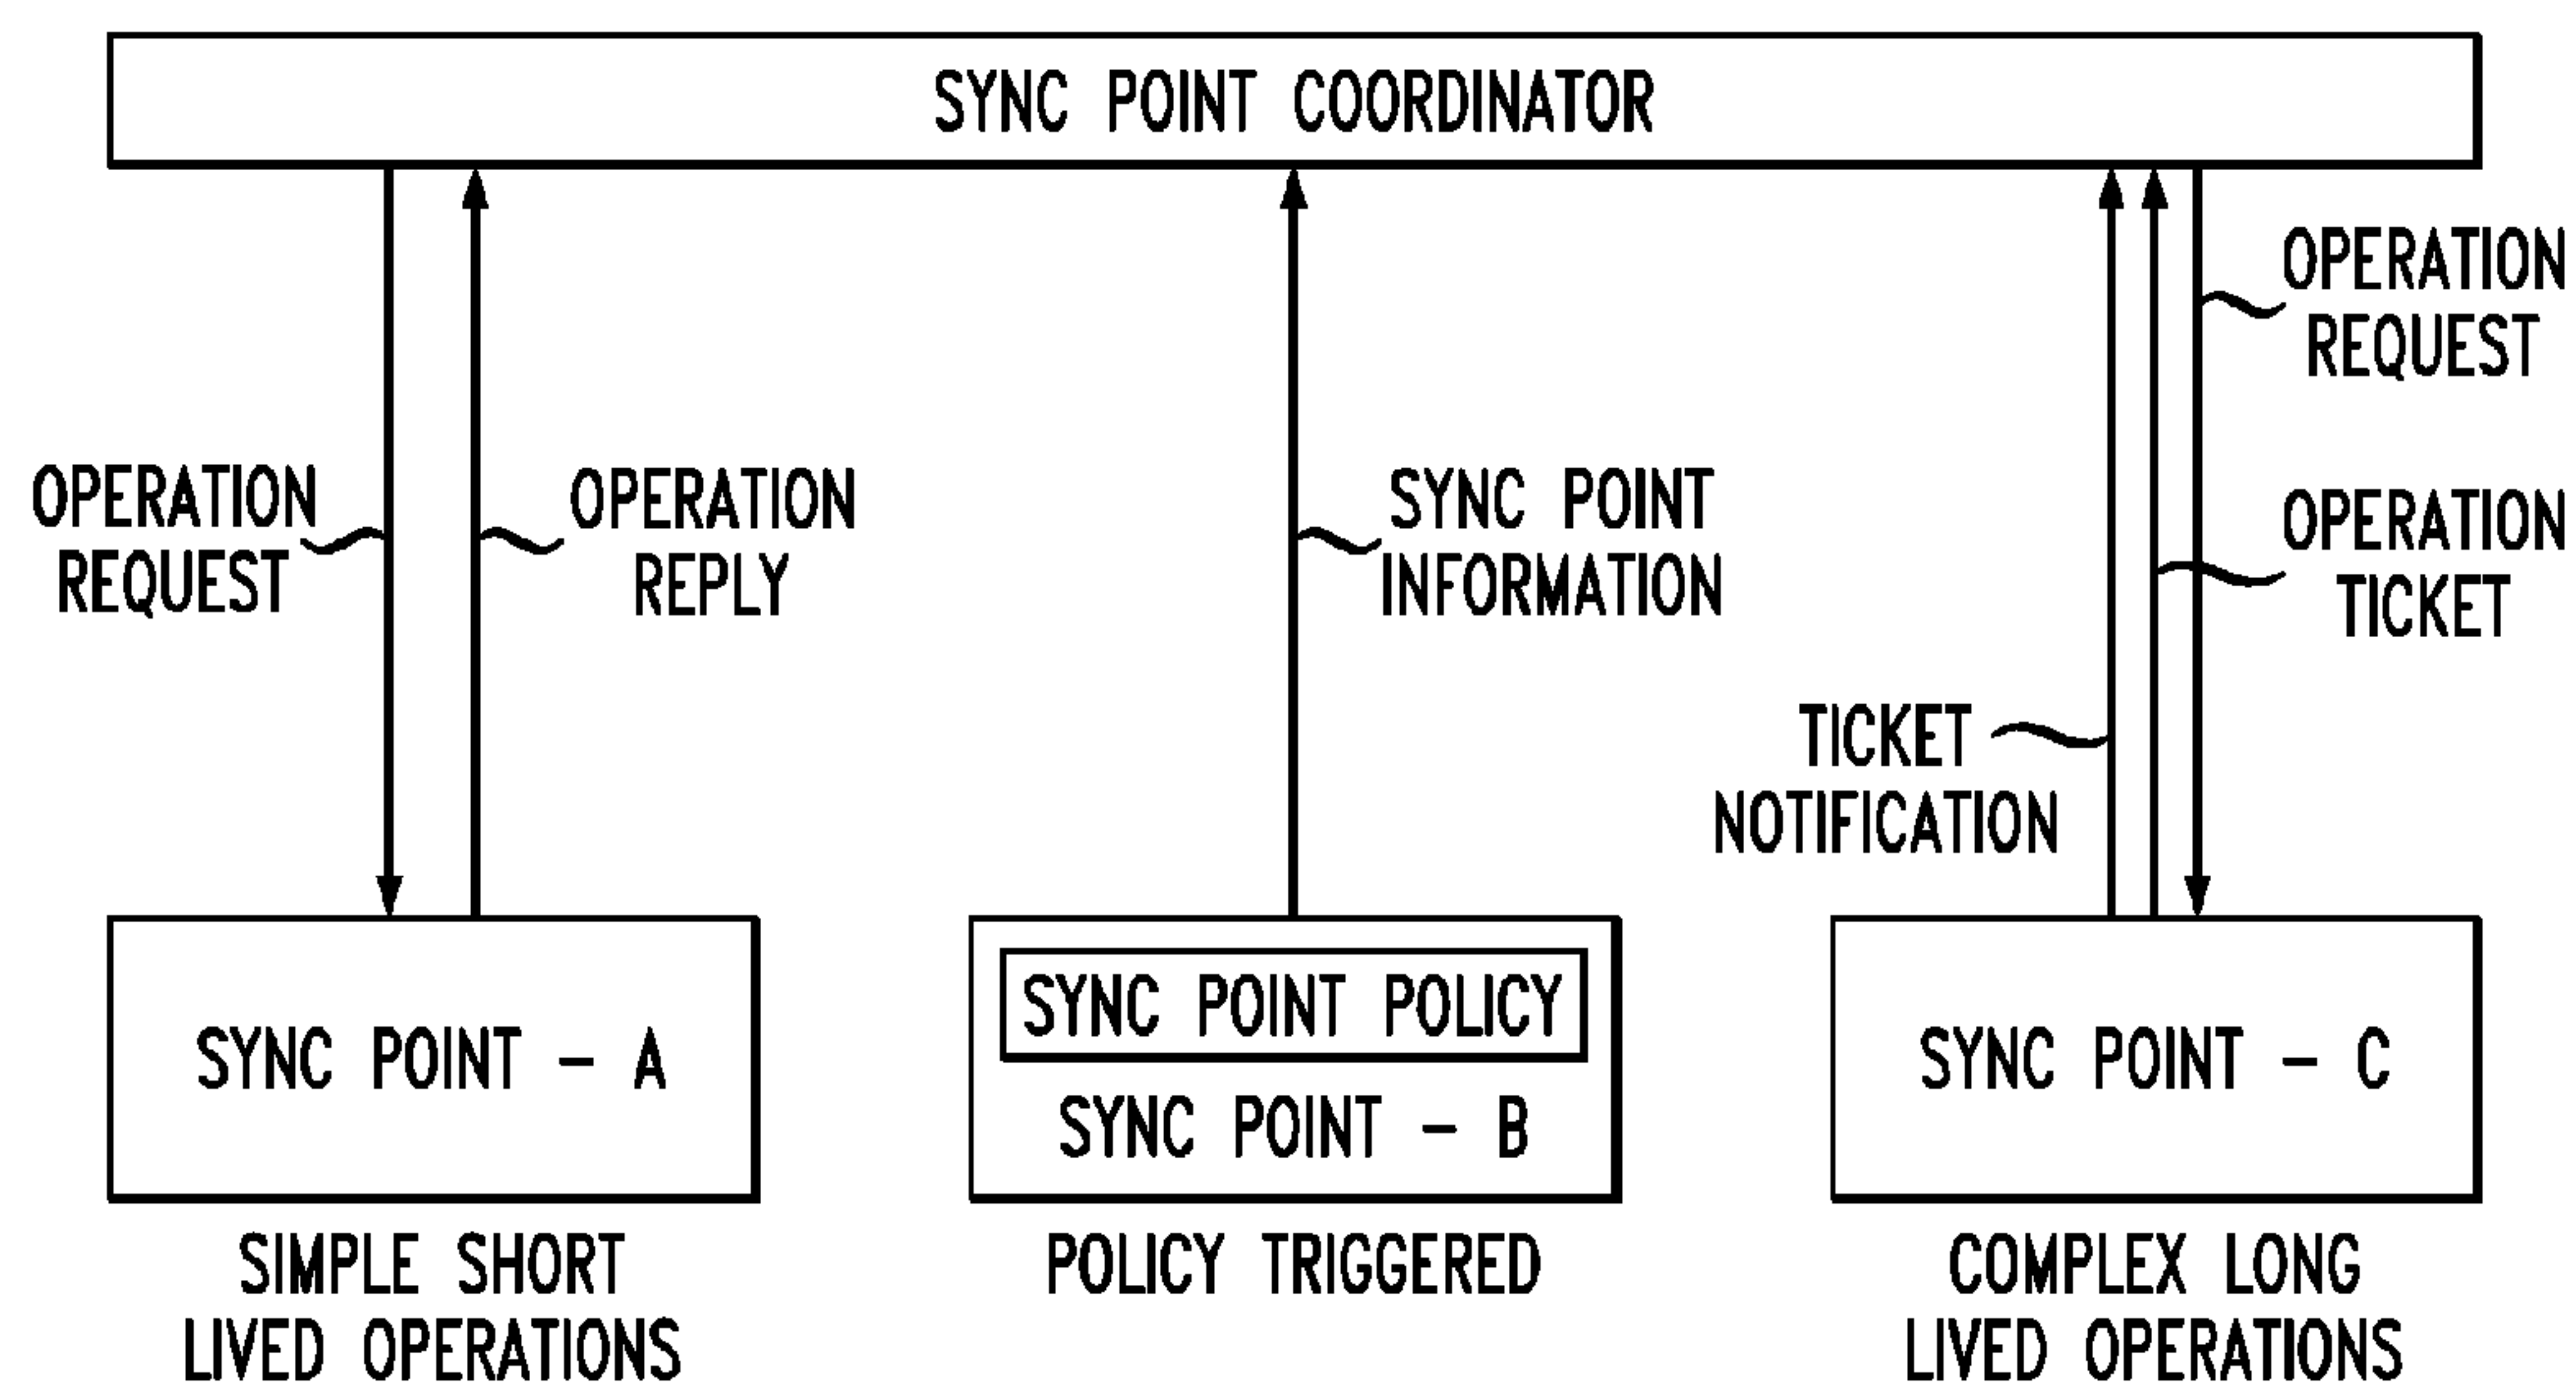 SYNC POINT COORDINATOR
OPERATION
REQUEST
OPERATION
REPLY
SYNC POINT
INFORMATION
TICKET
NOTIFICATION
OPERATION
REQUEST
OPERATION
TICKET
SYNC POINT - A
SIMPLE SHORT
LIVED OPERATIONS
SYNC POINT POLICY
SYNC POINT - B
POLICY TRIGGERED
SYNC POINT - C
COMPLEX LONG
LIVED OPERATIONS